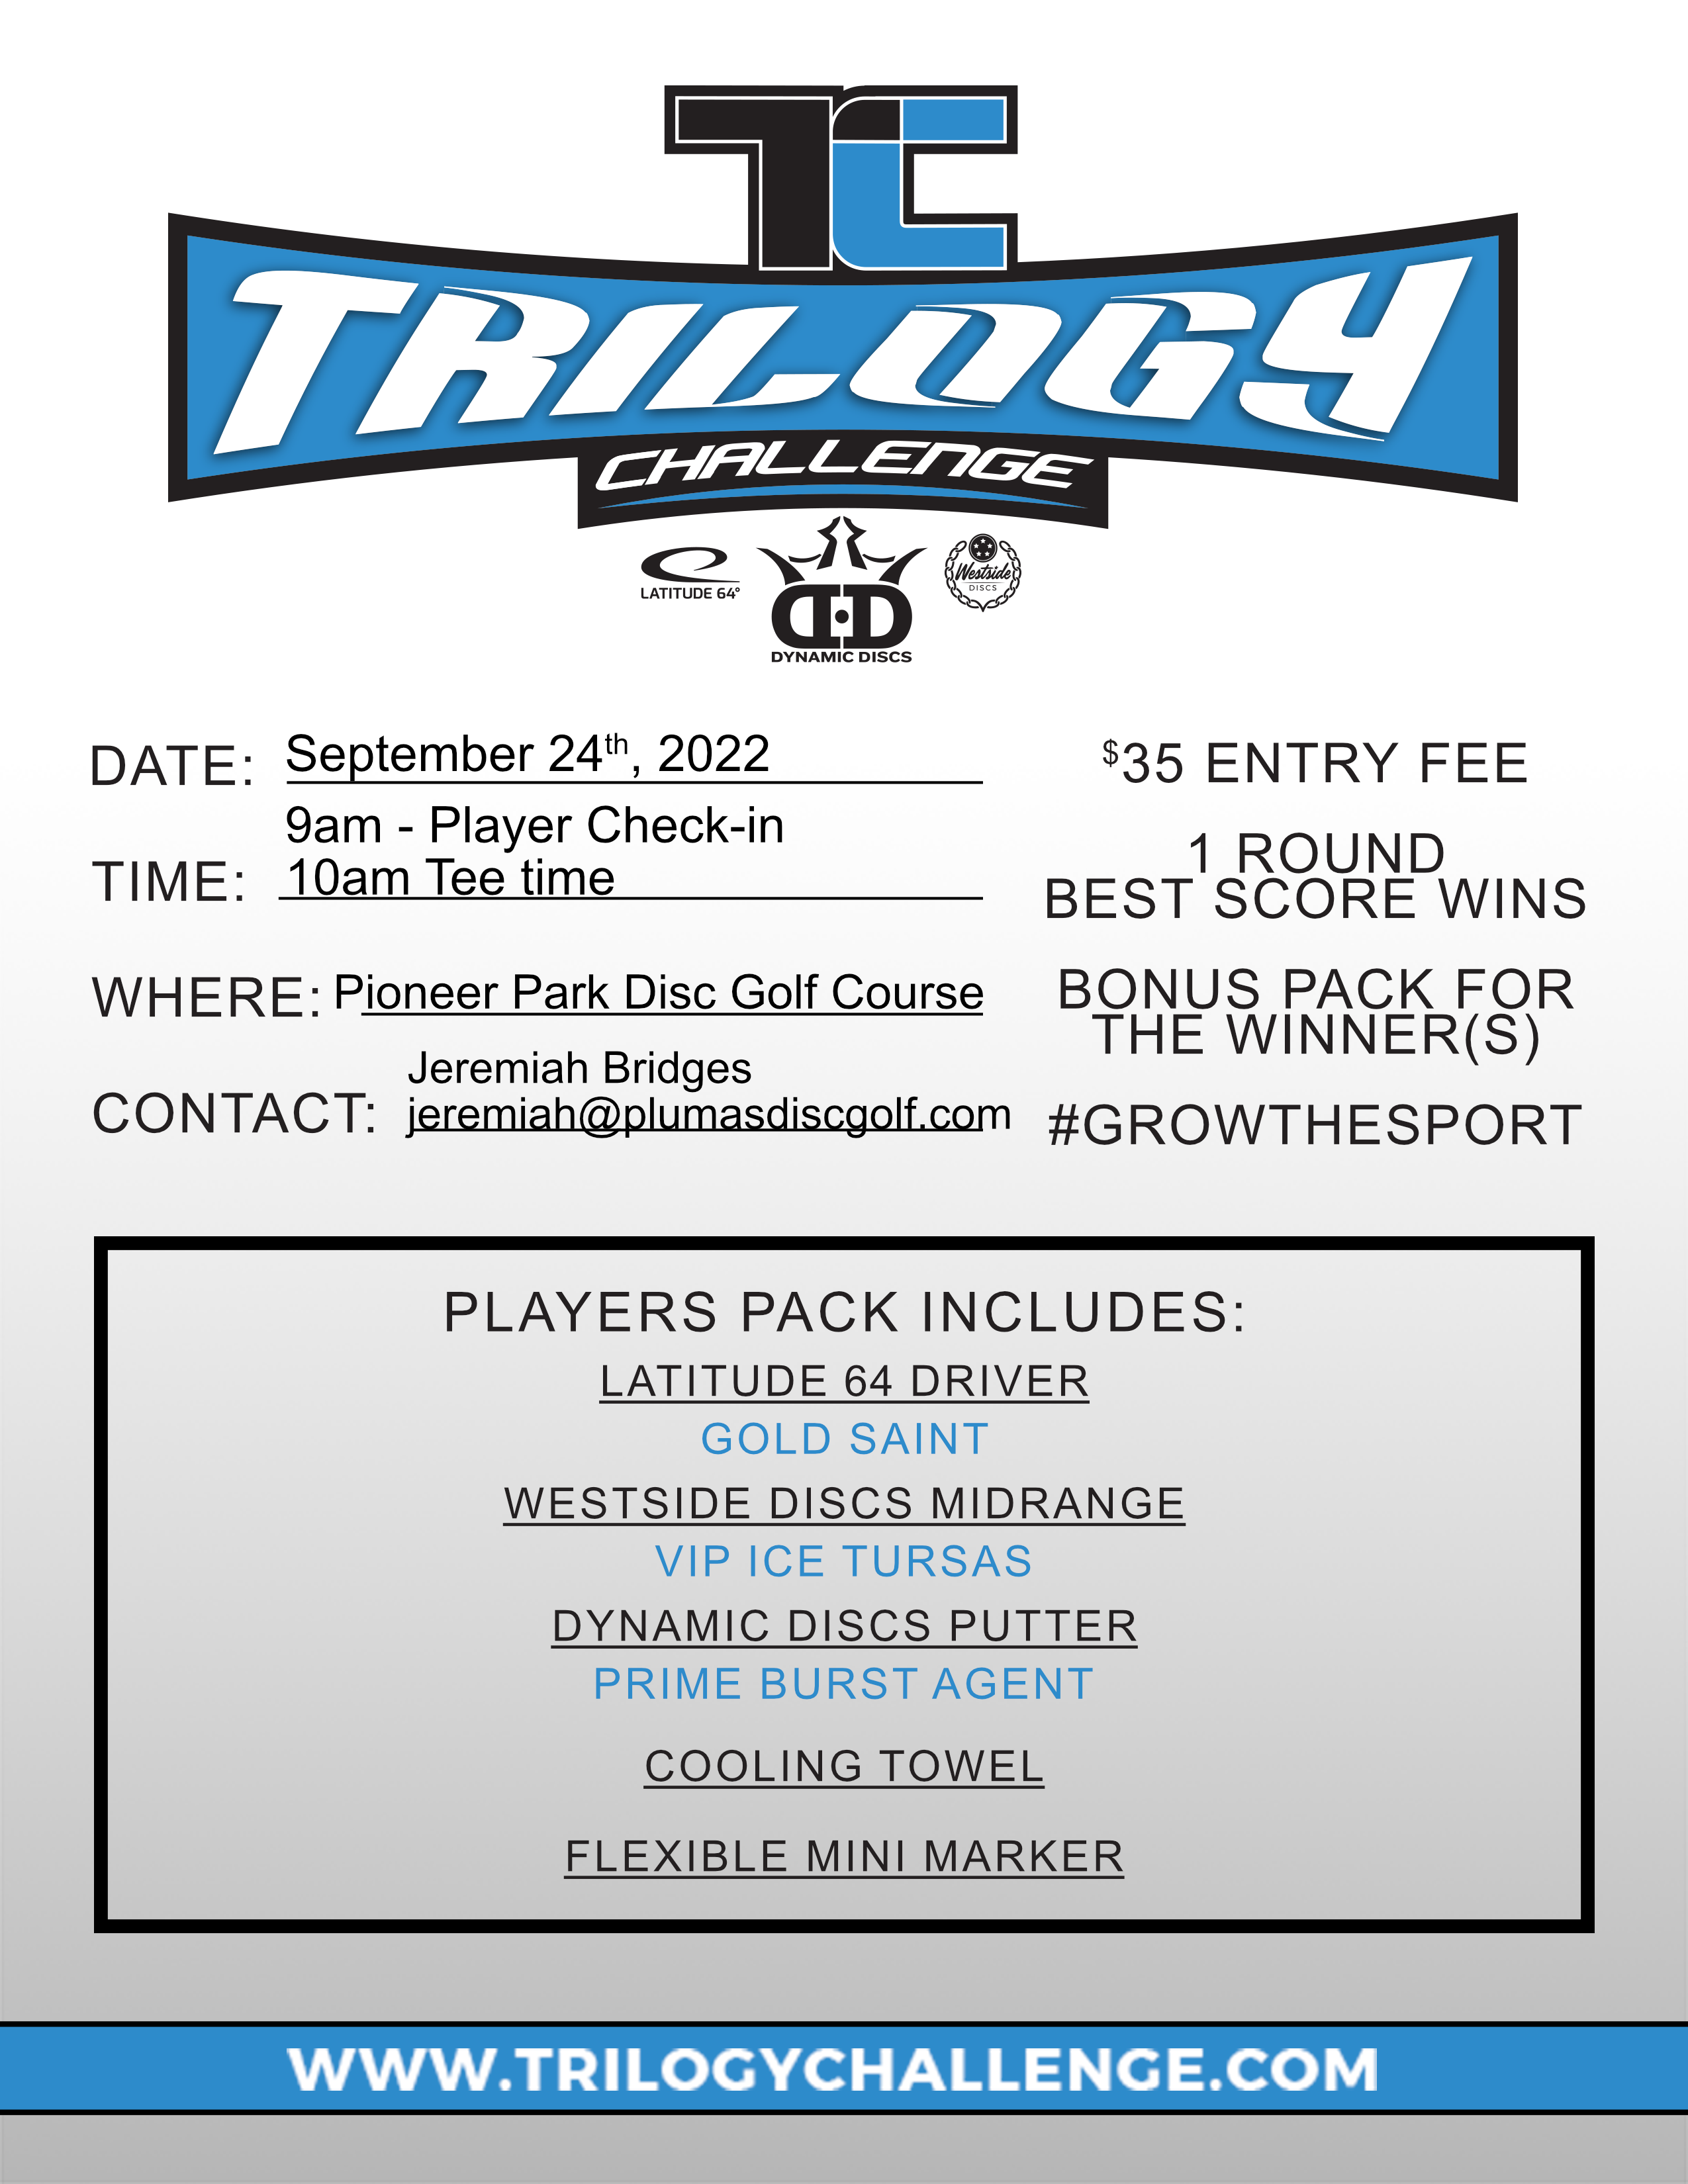 TC
TRILOGY
CHALLENGE
LATITUDE 64°
DD
DYNAMIC DISCS
Westside
DISCS
DATE: September 24th, 2022
9am - Player Check-in
TIME: 10am Tee time
WHERE: Pioneer Park Disc Golf Course
Jeremiah Bridges
CONTACT: jeremiah@plumasdiscgolf.com
$35 ENTRY FEE
1 ROUND
BEST SCORE WINS
BONUS PACK FOR
THE WINNER(S)
#GROWTHESPORT
PLAYERS PACK INCLUDES:
LATITUDE 64 DRIVER
GOLD SAINT
WESTSIDE DISCS MIDRANGE
VIP ICE TURSAS
DYNAMIC DISCS PUTTER
PRIME BURST AGENT
COOLING TOWEL
FLEXIBLE MINI MARKER
WWW.TRILOGYCHALLENGE.COM